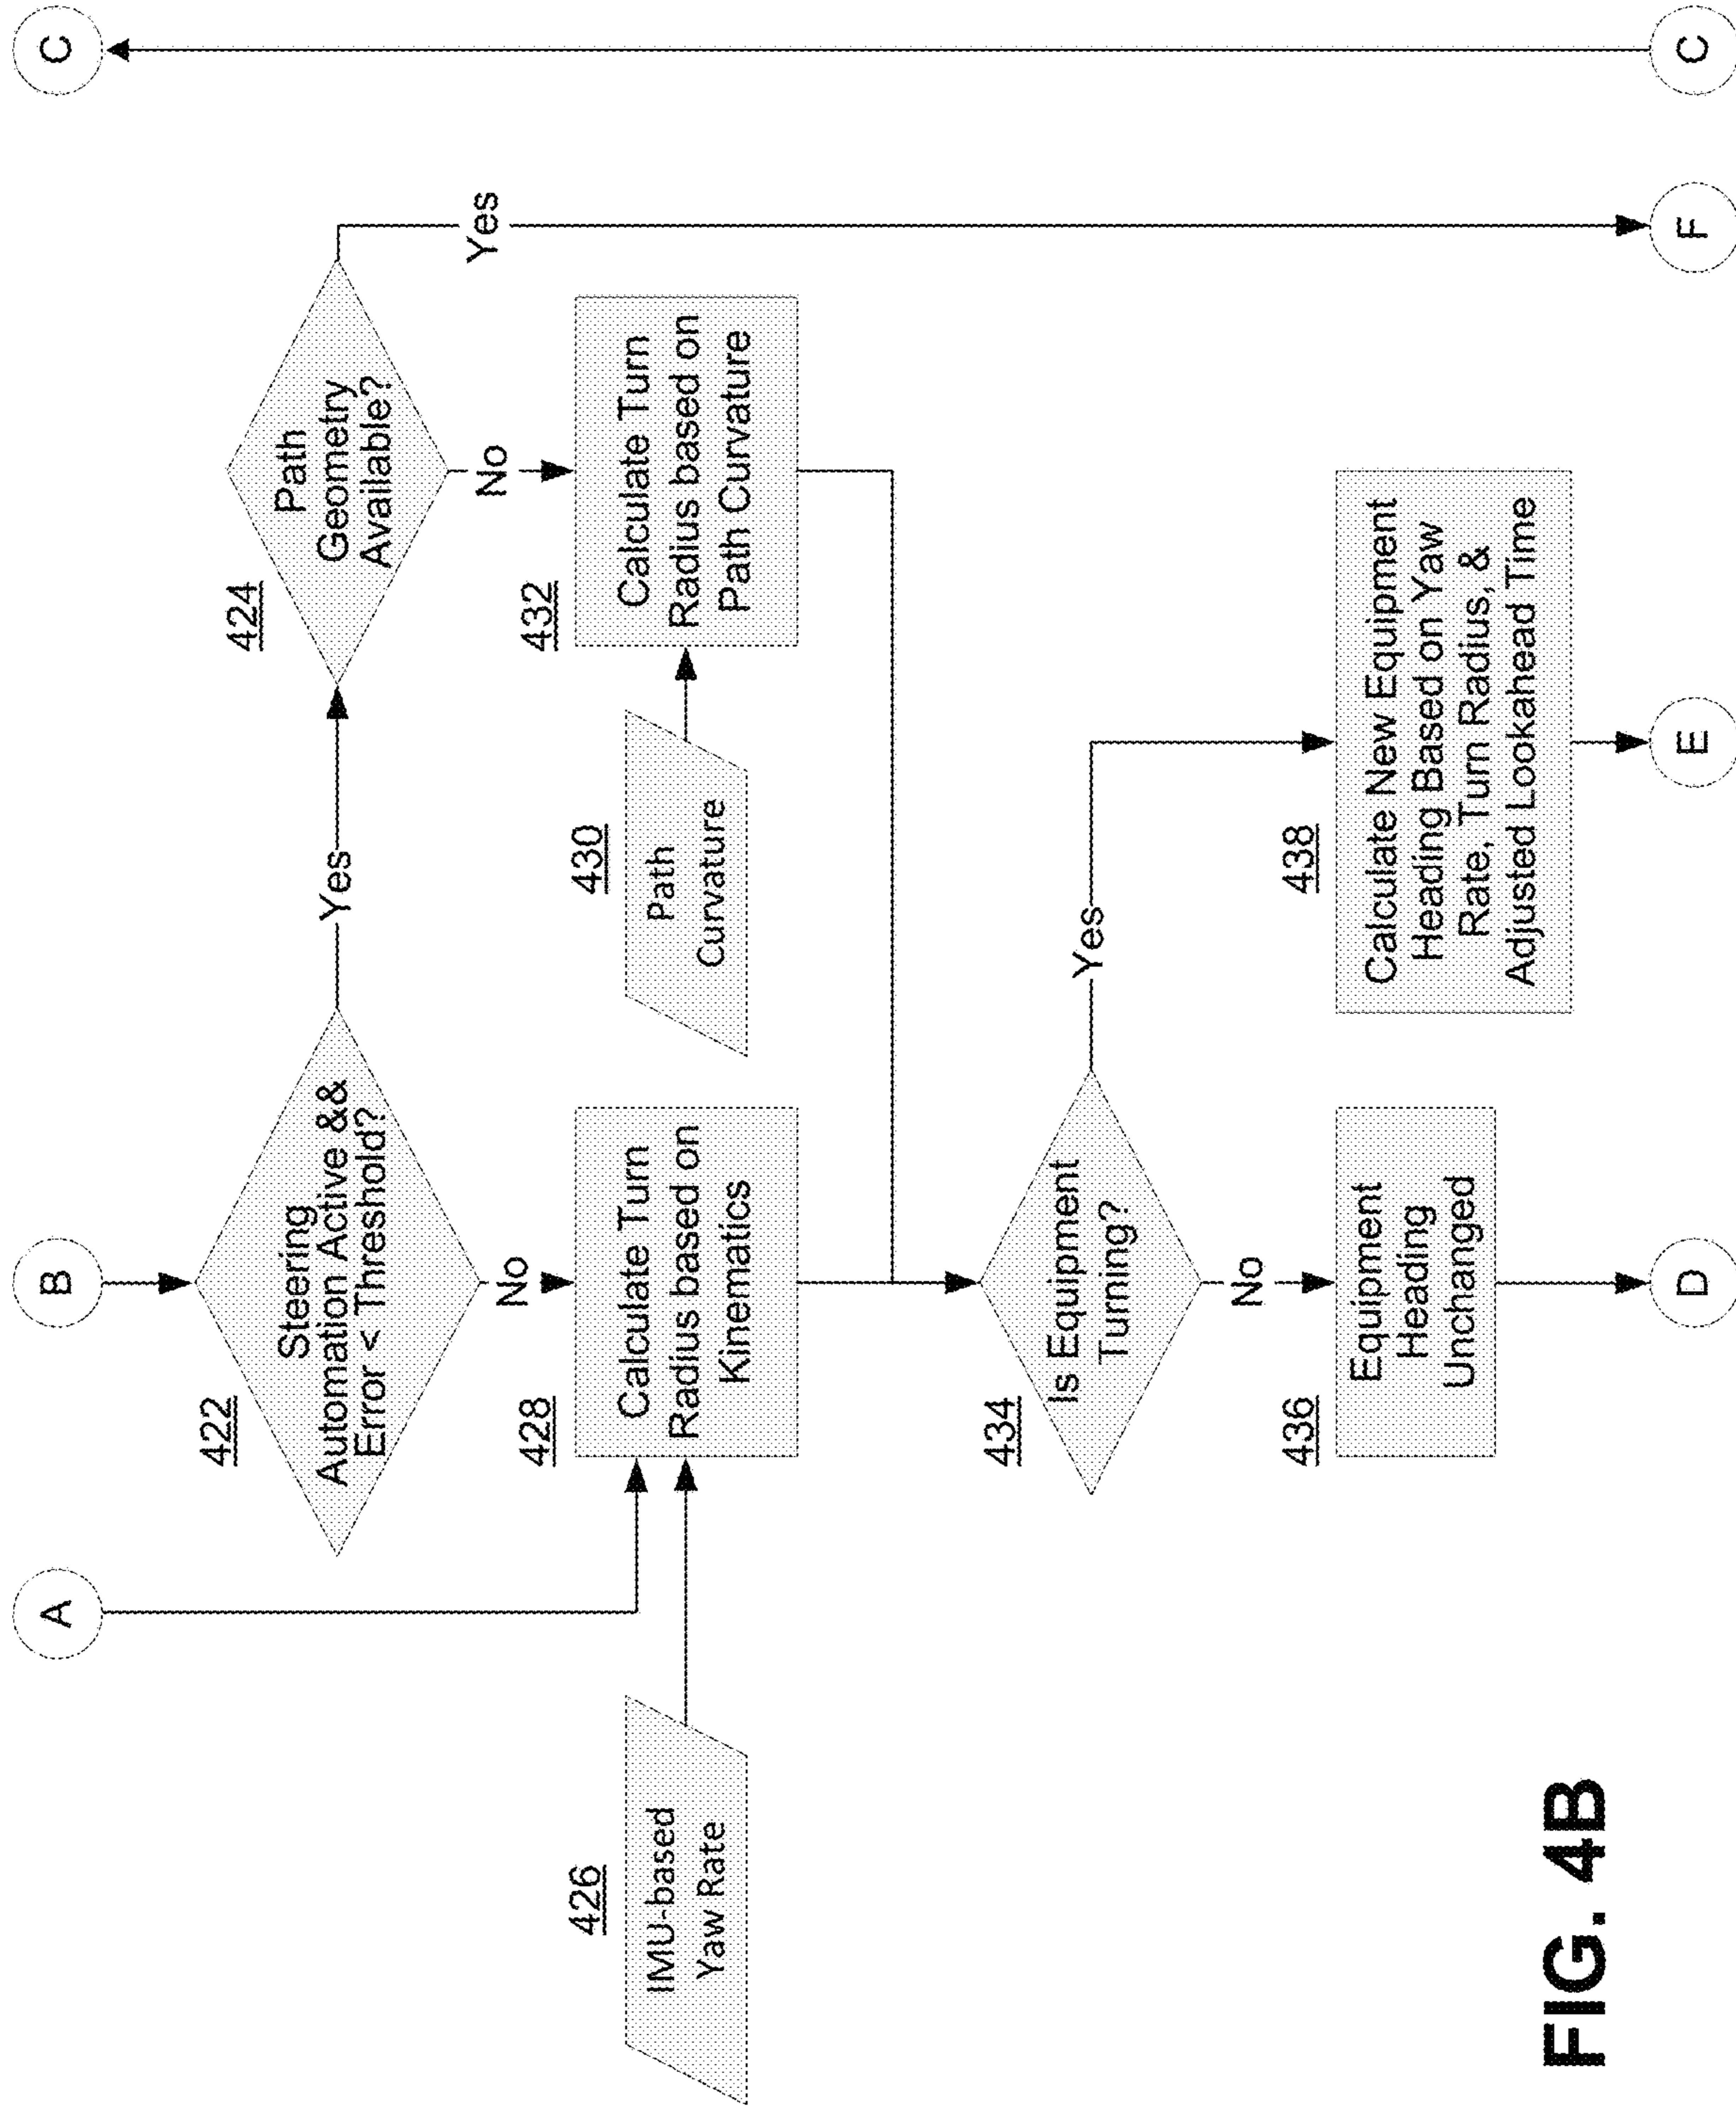 A
B
C
422
Steering
Automation Active &&
Error < Threshold?
Yes
424
Path
Geometry
Available?
Yes
No
No
426
IMU-based
Yaw Rate
428
Calculate Turn
Radius based on
Kinematics
430
Path
Curvature
432
Calculate Turn
Radius based on
Path Curvature
434
Is Equipment
Turning?
Yes
No
436
Equipment
Heading
Unchanged
438
Calculate New Equipment
Heading Based on Yaw
Rate, Turn Radius, &
Adjusted Lookahead Time
D
E
F
C
FIG. 4B